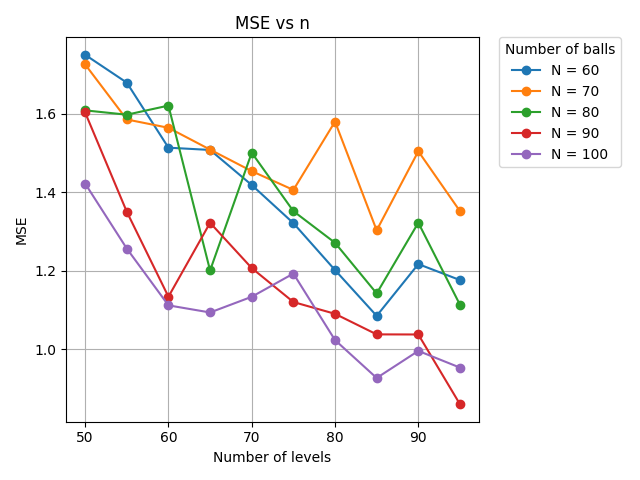 MSE vs n
Number of balls
N = 60
N = 70
N = 80
N = 90
N = 100
MSE
1.6
1.4
1.2
1.0
50 60 70 80 90
Number of levels